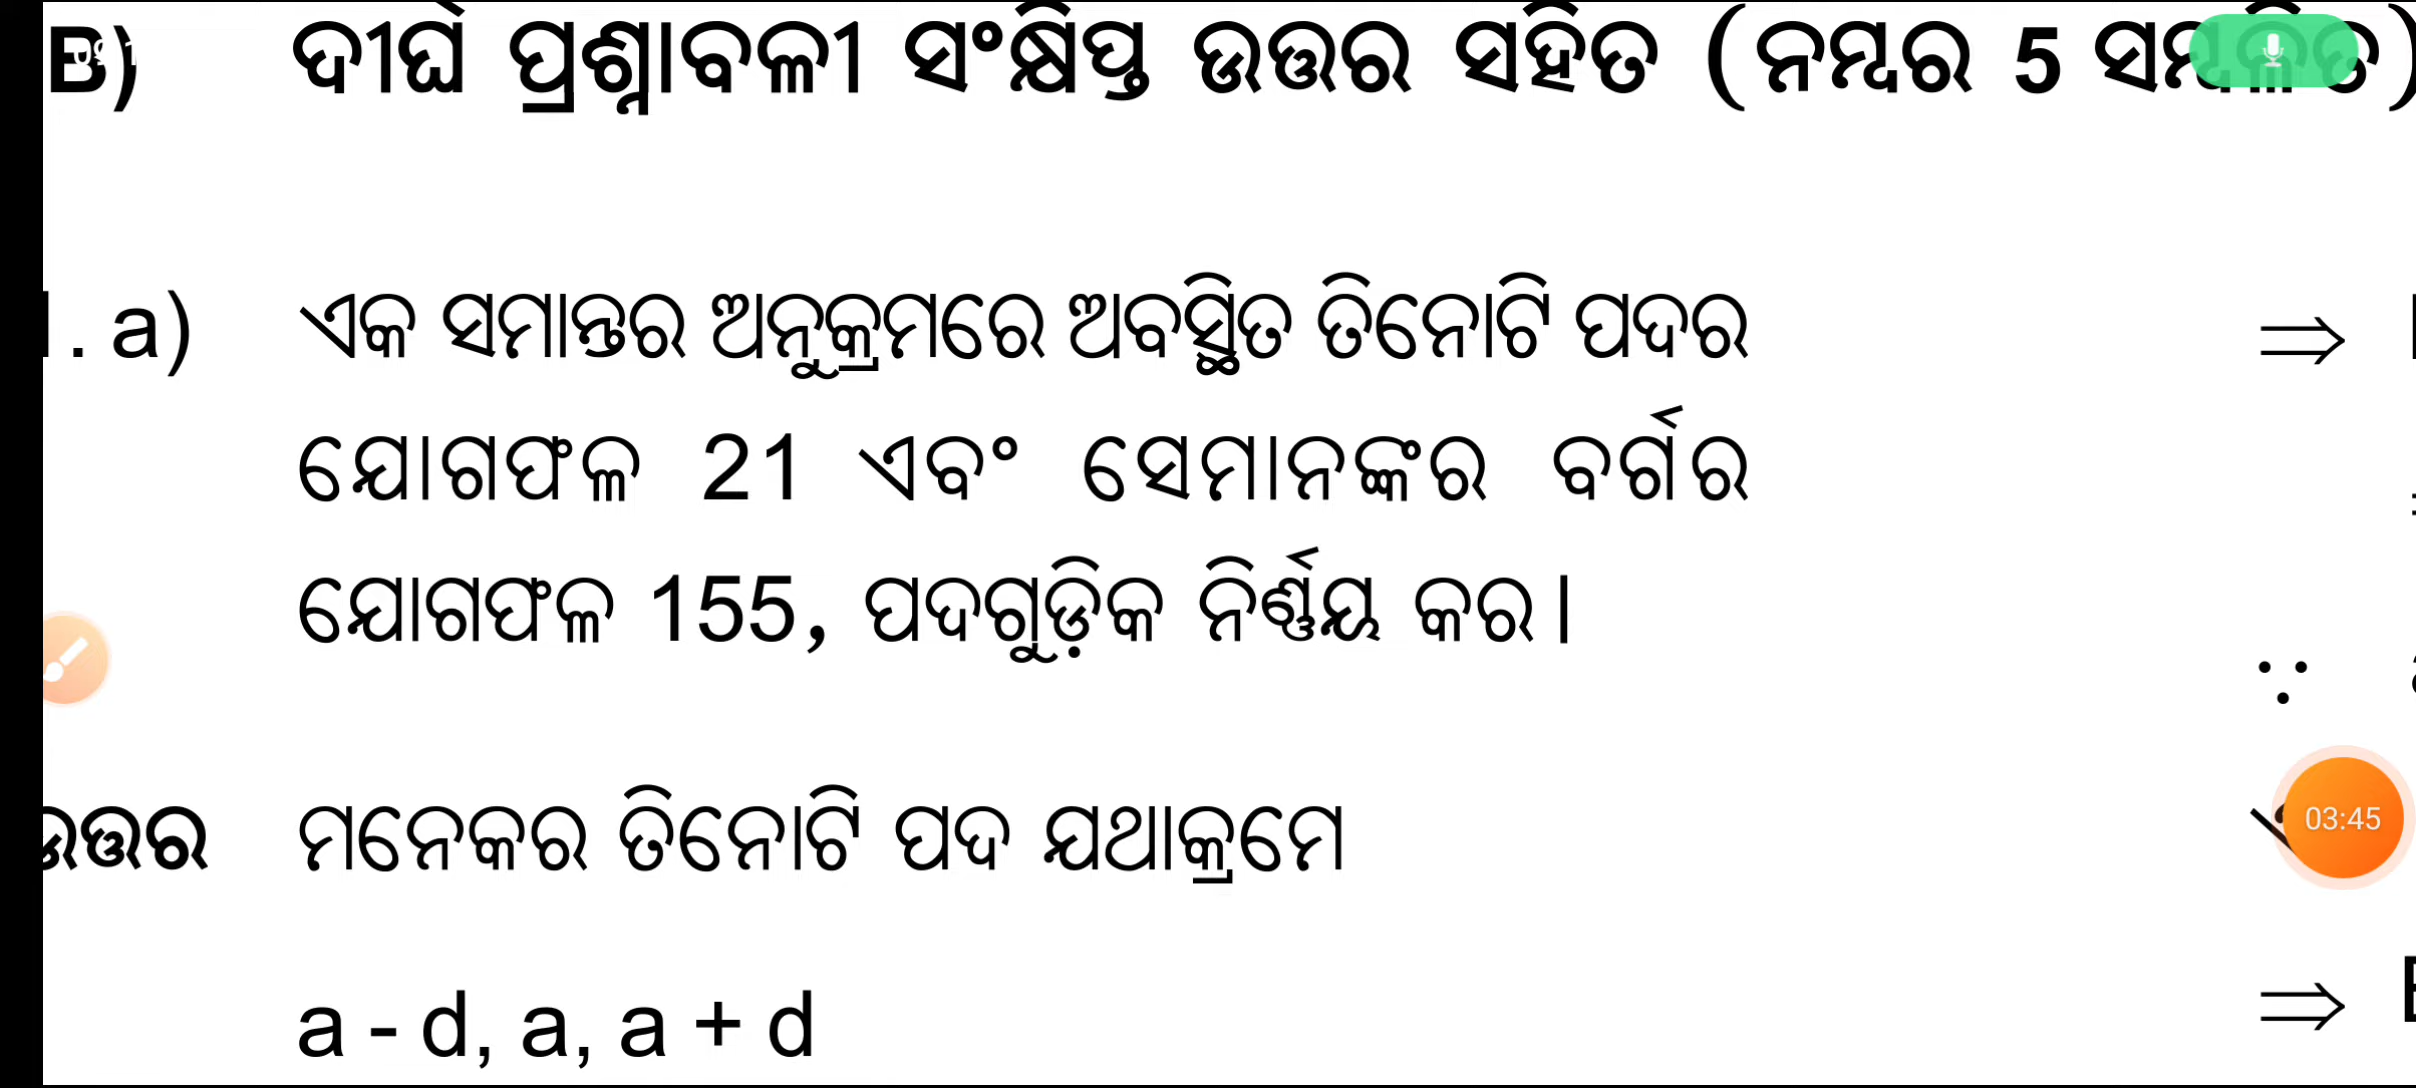 B) ଦୀର୍ଘ ପ୍ରଶ୍ନାବଳୀ ସଂକ୍ଷିପ୍ତ ଉତ୍ତର ସହିତ (ନମ୍ବର 5
. a) ଏକ ସମାନ୍ତର ଅନୁକ୍ରମରେ ଅବସ୍ଥିତ ତିନୋଟି ପଦର ⇒
ଯୋଗଫଳ 21 ଏବଂ ସେମାନଙ୍କର ବର୍ଗର
ଯୋଗଫଳ 155, ପଦଗୁଡ଼ିକ ନିର୍ଣ୍ଣୟ କର।
∵
ଉତ୍ତର ମନେକର ତିନୋଟି ପଦ ଯଥାକ୍ରମେ
03:45
a - d, a, a + d ⇒